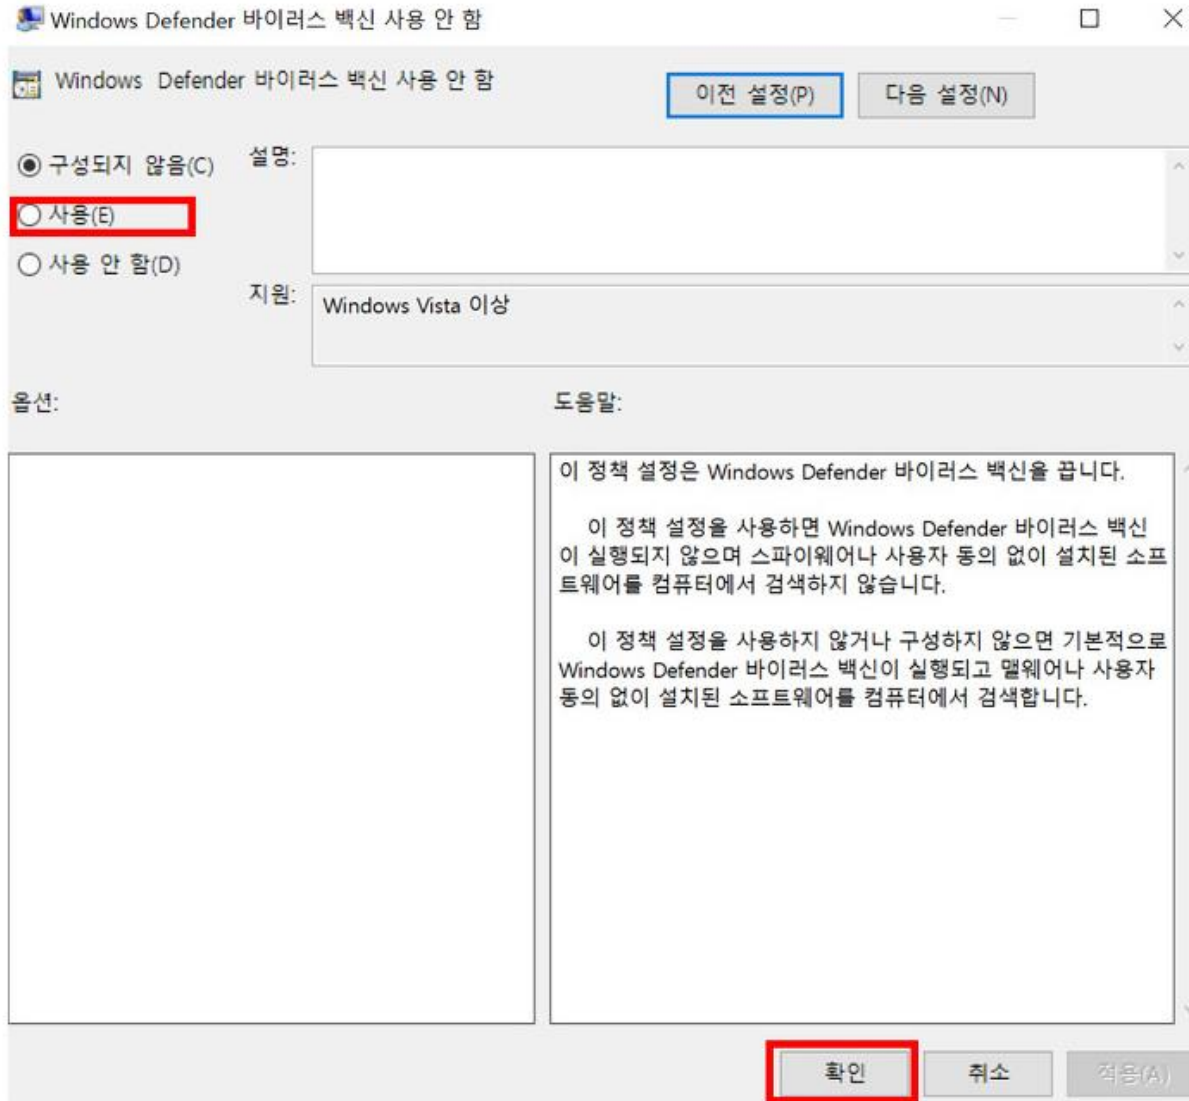 Windows Defender 바이러스 백신 사용 안 함
Windows Defender 바이러스 백신 사용 안 함
이전 설정(P)
다음 설정(N)
구성되지 않음(C)
설명:
사용(E)
사용 안 함(D)
지원:
Windows Vista 이상
옵션:
도움말:
이 정책 설정은 Windows Defender 바이러스 백신을 끕니다.
이 정책 설정을 사용하면 Windows Defender 바이러스 백신
이 실행되지 않으며 스파이웨어나 사용자 동의 없이 설치된 소프
트웨어를 컴퓨터에서 검색하지 않습니다.
이 정책 설정을 사용하지 않거나 구성하지 않으면 기본적으로
Windows Defender 바이러스 백신이 실행되고 맬웨어나 사용자
동의 없이 설치된 소프트웨어를 컴퓨터에서 검색합니다.
확인
취소
적용(A)